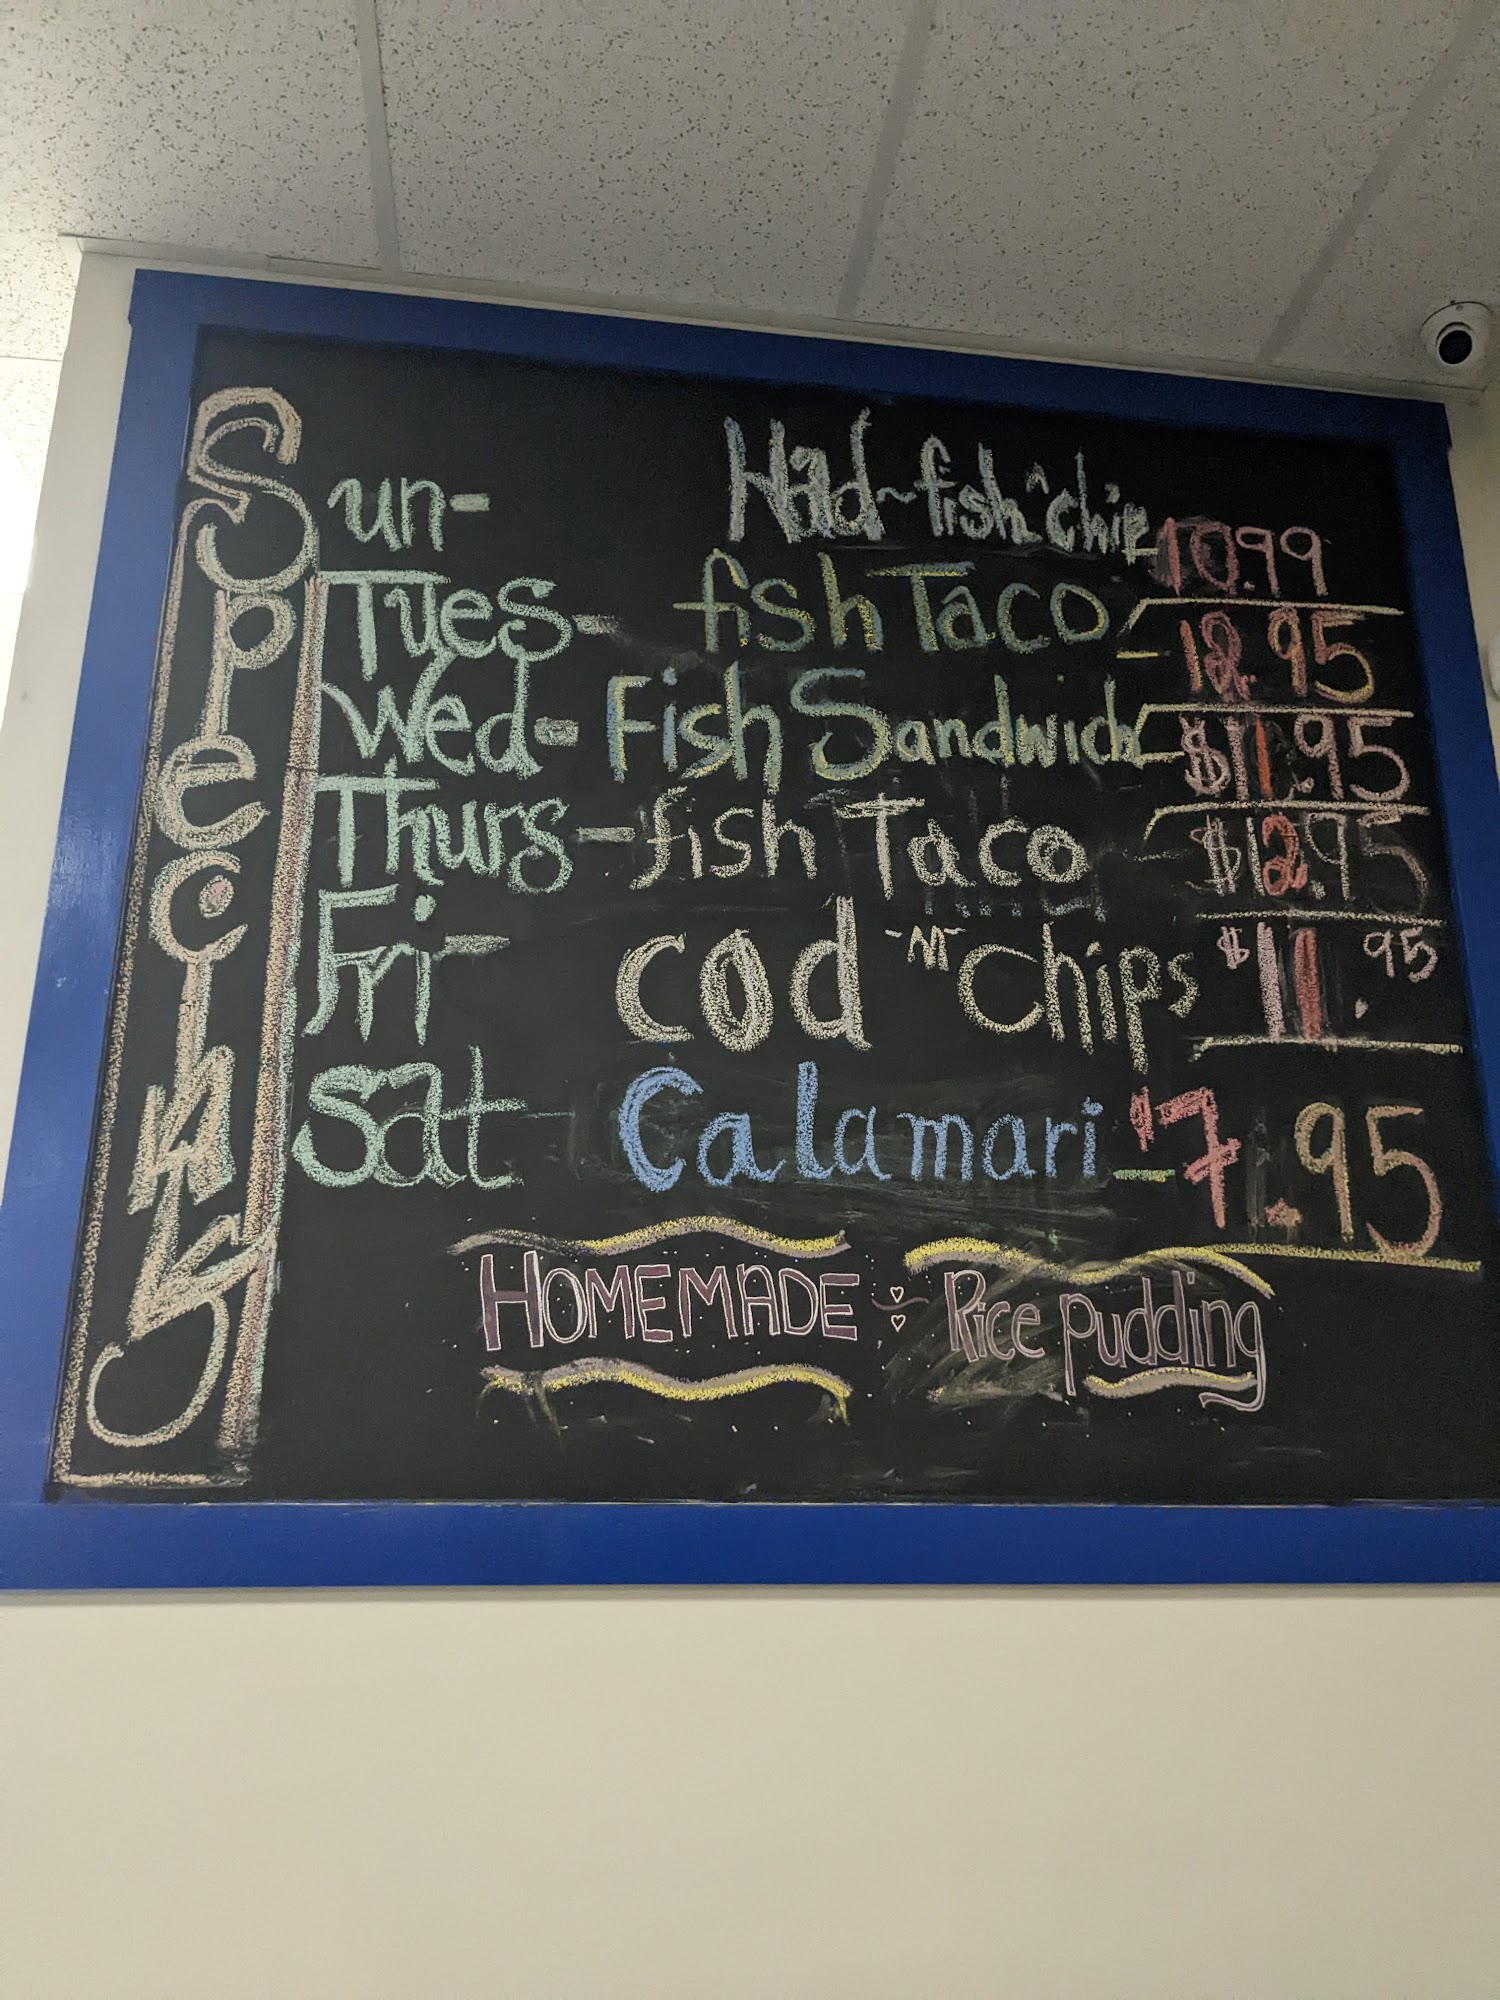 Specials
Sun- Had-fish"chip 10.99
Tues- fish Taco 12.95
Wed- Fish Sandwich $11.95
Thurs- fish Taco $12.95
Fri- cod "N" chips $11.95
Sat Calamari - 17.95
HOMEMADE : Rice pudding